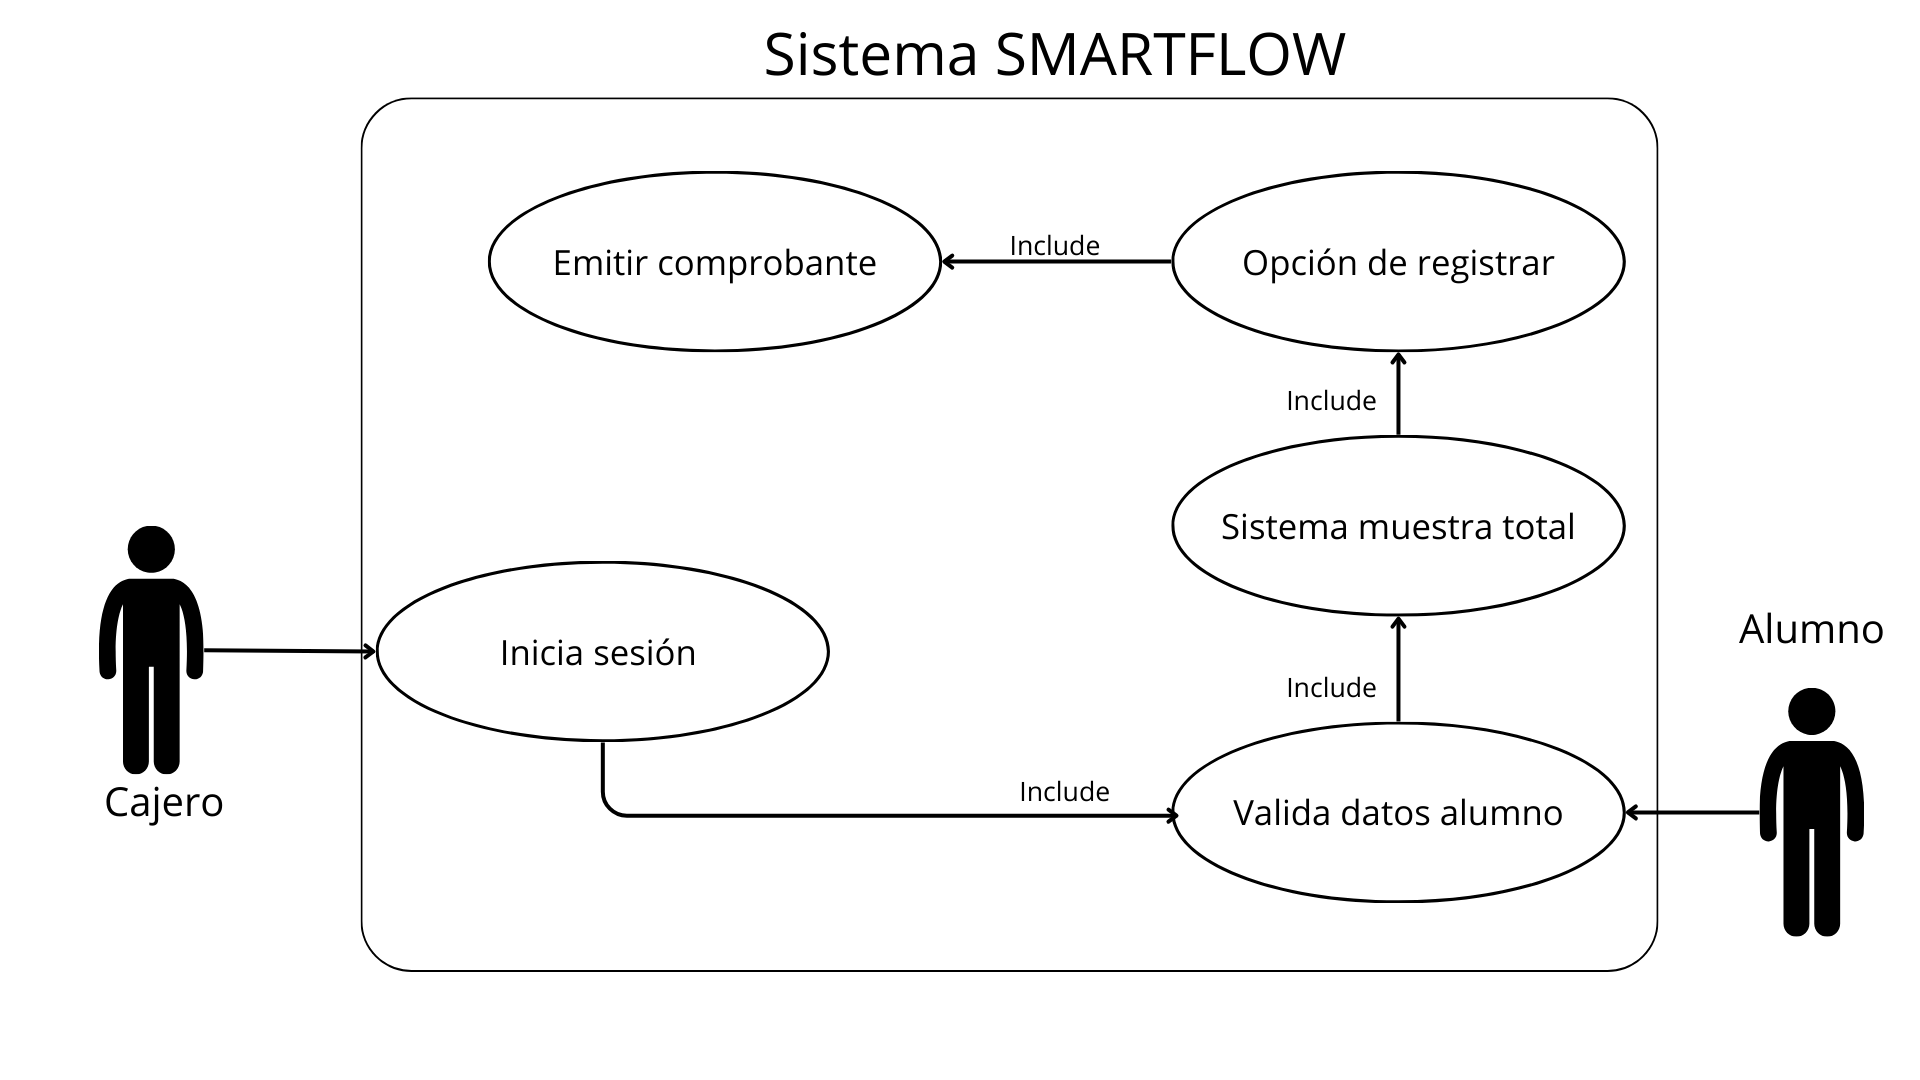 Sistema SMARTFLOW
Emitir comprobante
Include
Opción de registrar
Include
Sistema muestra total
Inicia sesión
Alumno
Include
Cajero
Include
Valida datos alumno